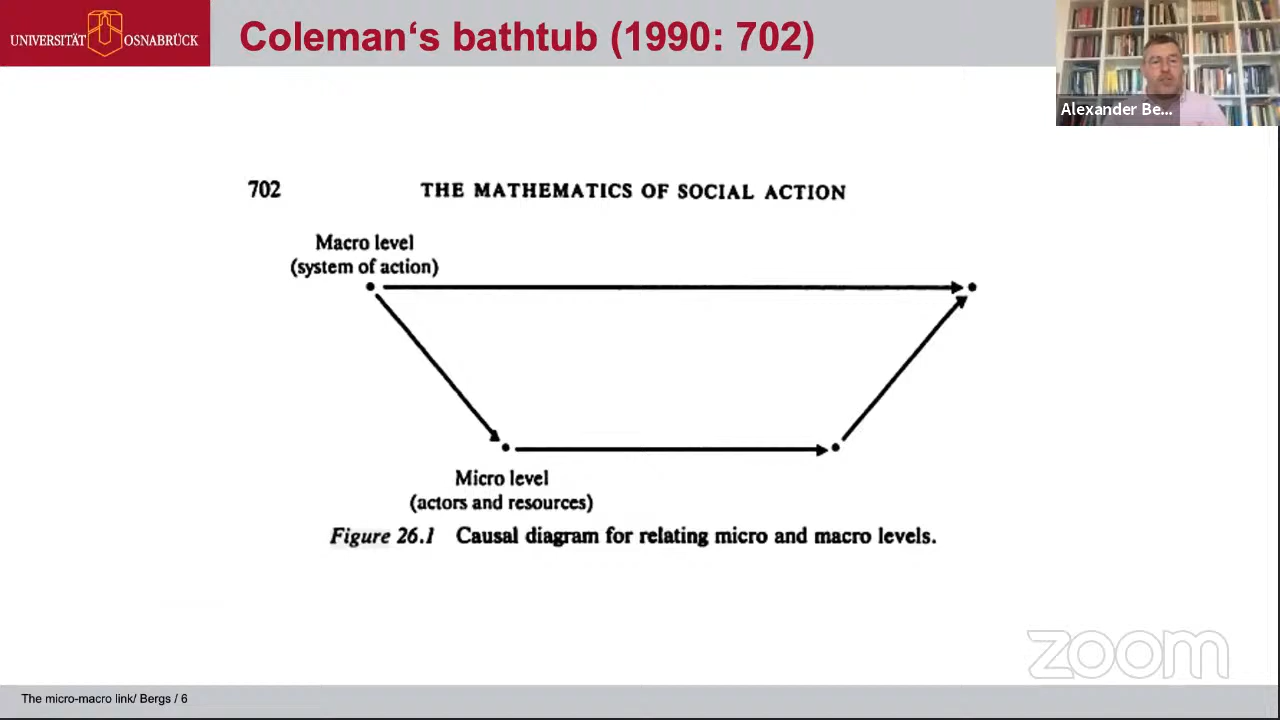 UNIVERSITÄT OSNABRÜCK
Coleman‘s bathtub (1990: 702)
Alexander Be...
702 THE MATHEMATICS OF SOCIAL ACTION
Macro level
(system of action)
Micro level
(actors and resources)
Figure 26.1 Causal diagram for relating micro and macro levels.
zoom
The micro-macro link/ Bergs / 6